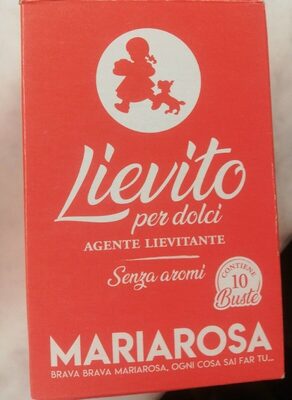 Lievito
per dolci
AGENTE LIEVITANTE
Senza aromi
CONTIENE
10
Buste
MARIAROSA
BRAVA BRAVA MARIAROSA, OGNI COSA SAI FAR TU...